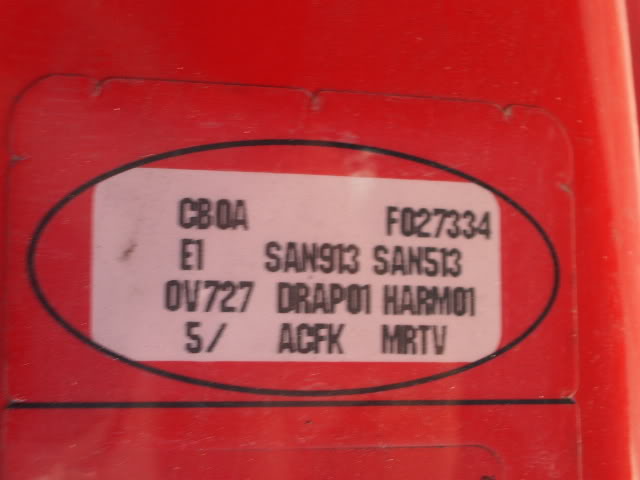 CB0A F027334
E1 SAN913 SAN513
0V727 DRAP01 HARM01
5/ ACFK MRTV